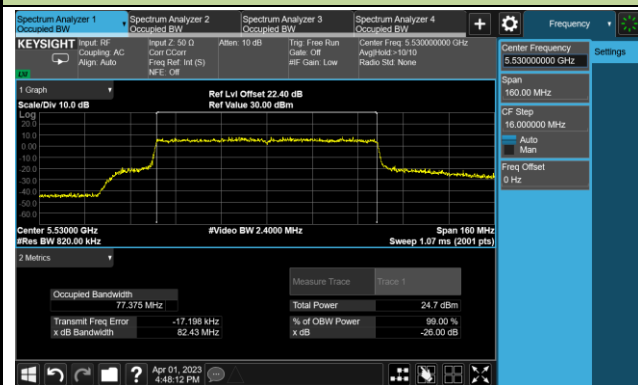 Spectrum Analyzer 1
Occupied BW
Spectrum Analyzer 2
Occupied BW
Spectrum Analyzer 3
Occupied BW
Spectrum Analyzer 4
Occupied BW
+
Frequency
KEYSIGHT
Input: RF
Coupling: AC
Align: Auto
Input Z: 50 Ω
Corr CCorr
Freq Ref: Int (S)
NFE: Off
Atten: 10 dB
Trig: Free Run
Gate: Off
#IF Gain: Low
Center Freq: 5.530000000 GHz
Avg|Hold:>10/10
Radio Std: None
Center Frequency
5.530000000 GHz
Settings
Span
160.00 MHz
CF Step
16.000000 MHz
Auto
Man
Freq Offset
0 Hz
1 Graph
Scale/Div 10.0 dB
Ref Lvl Offset 22.40 dB
Ref Value 30.00 dBm
Log
20.0
10.0
0.00
-10.0
-20.0
-30.0
-40.0
-50.0
-60.0
Center 5.53000 GHz
#Video BW 2.4000 MHz
Span 160 MHz
#Res BW 820.00 kHz
Sweep 1.07 ms (2001 pts)
2 Metrics
Measure Trace
Trace 1
Occupied Bandwidth
77.375 MHz
Total Power
24.7 dBm
Transmit Freq Error
-17.198 kHz
% of OBW Power
99.00 %
x dB Bandwidth
82.43 MHz
x dB
-26.00 dB
?
Apr 01, 2023
4:48:12 PM